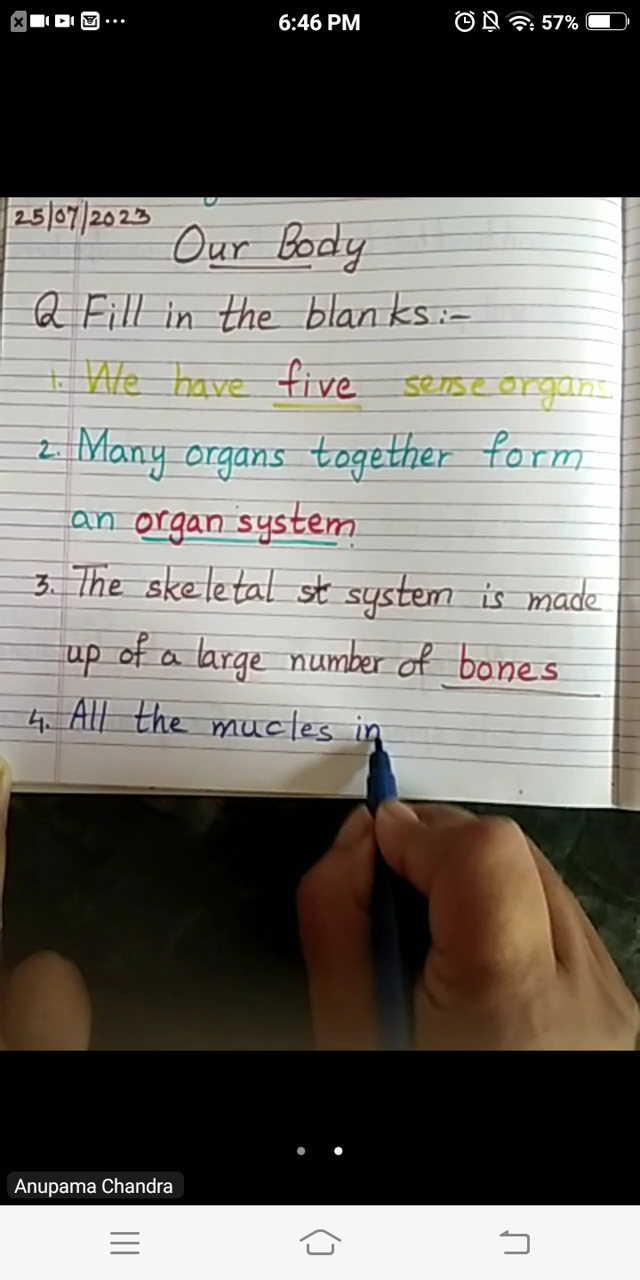 6:46 PM
57%
25/07/2023
Our Body
Q Fill in the blanks:-
1. We have five sense organs.
2. Many organs together form
an organ system.
3. The skeletal st system is made
up of a large number of bones
4. All the mucles in
Anupama Chandra